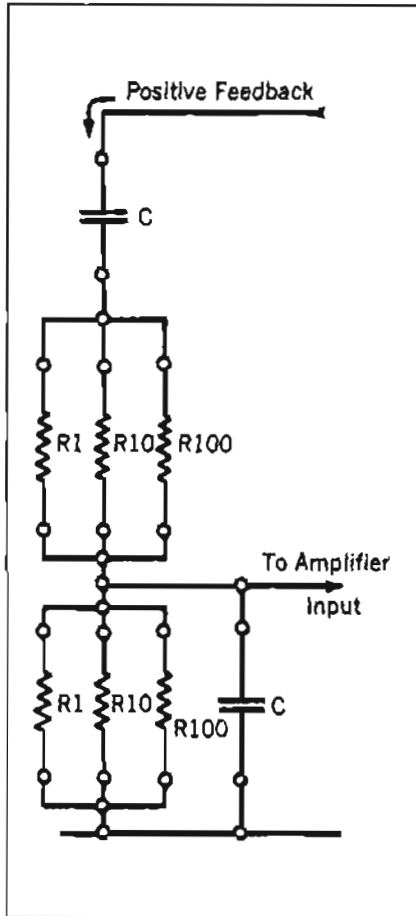 Positive Feedback
C
R1 R10 R100
To Amplifier
Input
R1 R10 R100 C